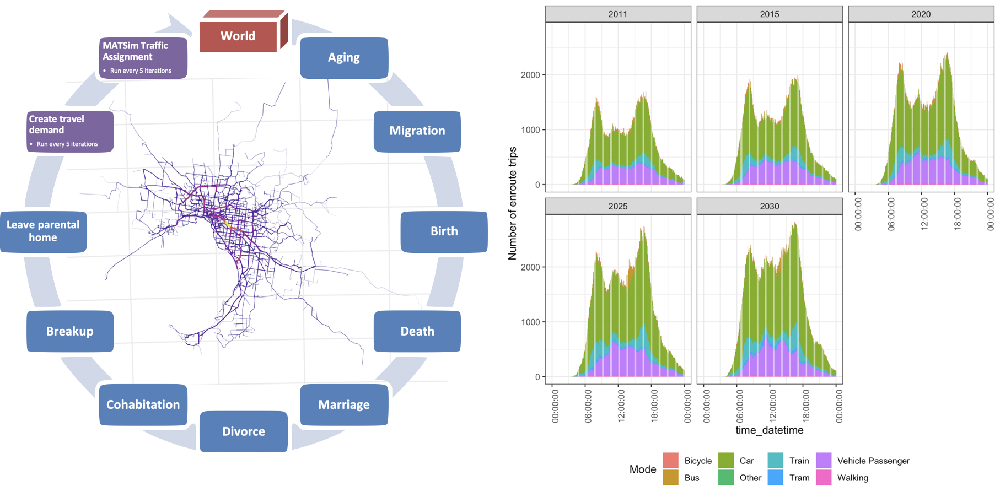 World
Aging
Migration
Birth
Death
Marriage
Divorce
Cohabitation
Breakup
Leave parental
home
Create travel
demand
• Run every 5 iterations
MATSim Traffic
Assignment
• Run every 5 iterations
Number of enroute trips
2011
2015
2020
2000
1000
0
00:00:00
06:00:00
12:00:00
18:00:00
00:00:00
2025
2030
2000
1000
0
00:00:00
06:00:00
12:00:00
18:00:00
00:00:00
00:00:00
06:00:00
12:00:00
18:00:00
00:00:00
time_datetime
Mode
Bicycle
Car
Train
Vehicle Passenger
Bus
Other
Tram
Walking